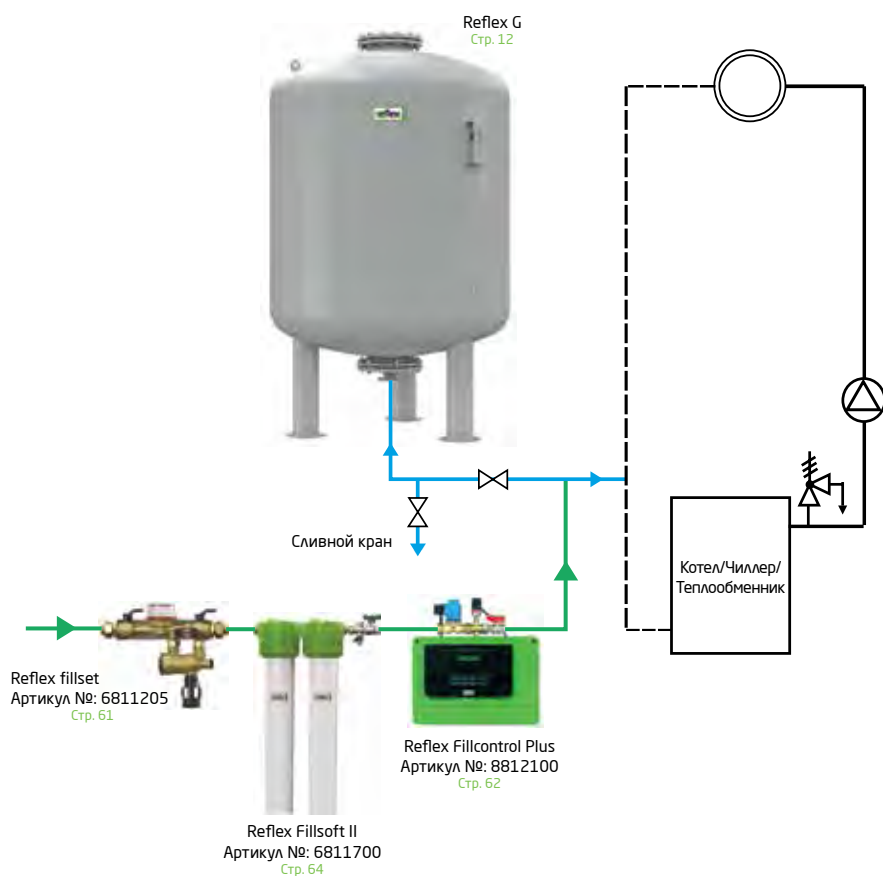 Reflex G
Стр. 12
reflex
Сливной кран
Котел/Чиллер/
Теплообменник
Reflex fillset
Артикул №: 6811205
Стр. 61
Reflex Fillcontrol Plus
Артикул №: 8812100
Стр. 62
Reflex Fillsoft II
Артикул №: 6811700
Стр. 64